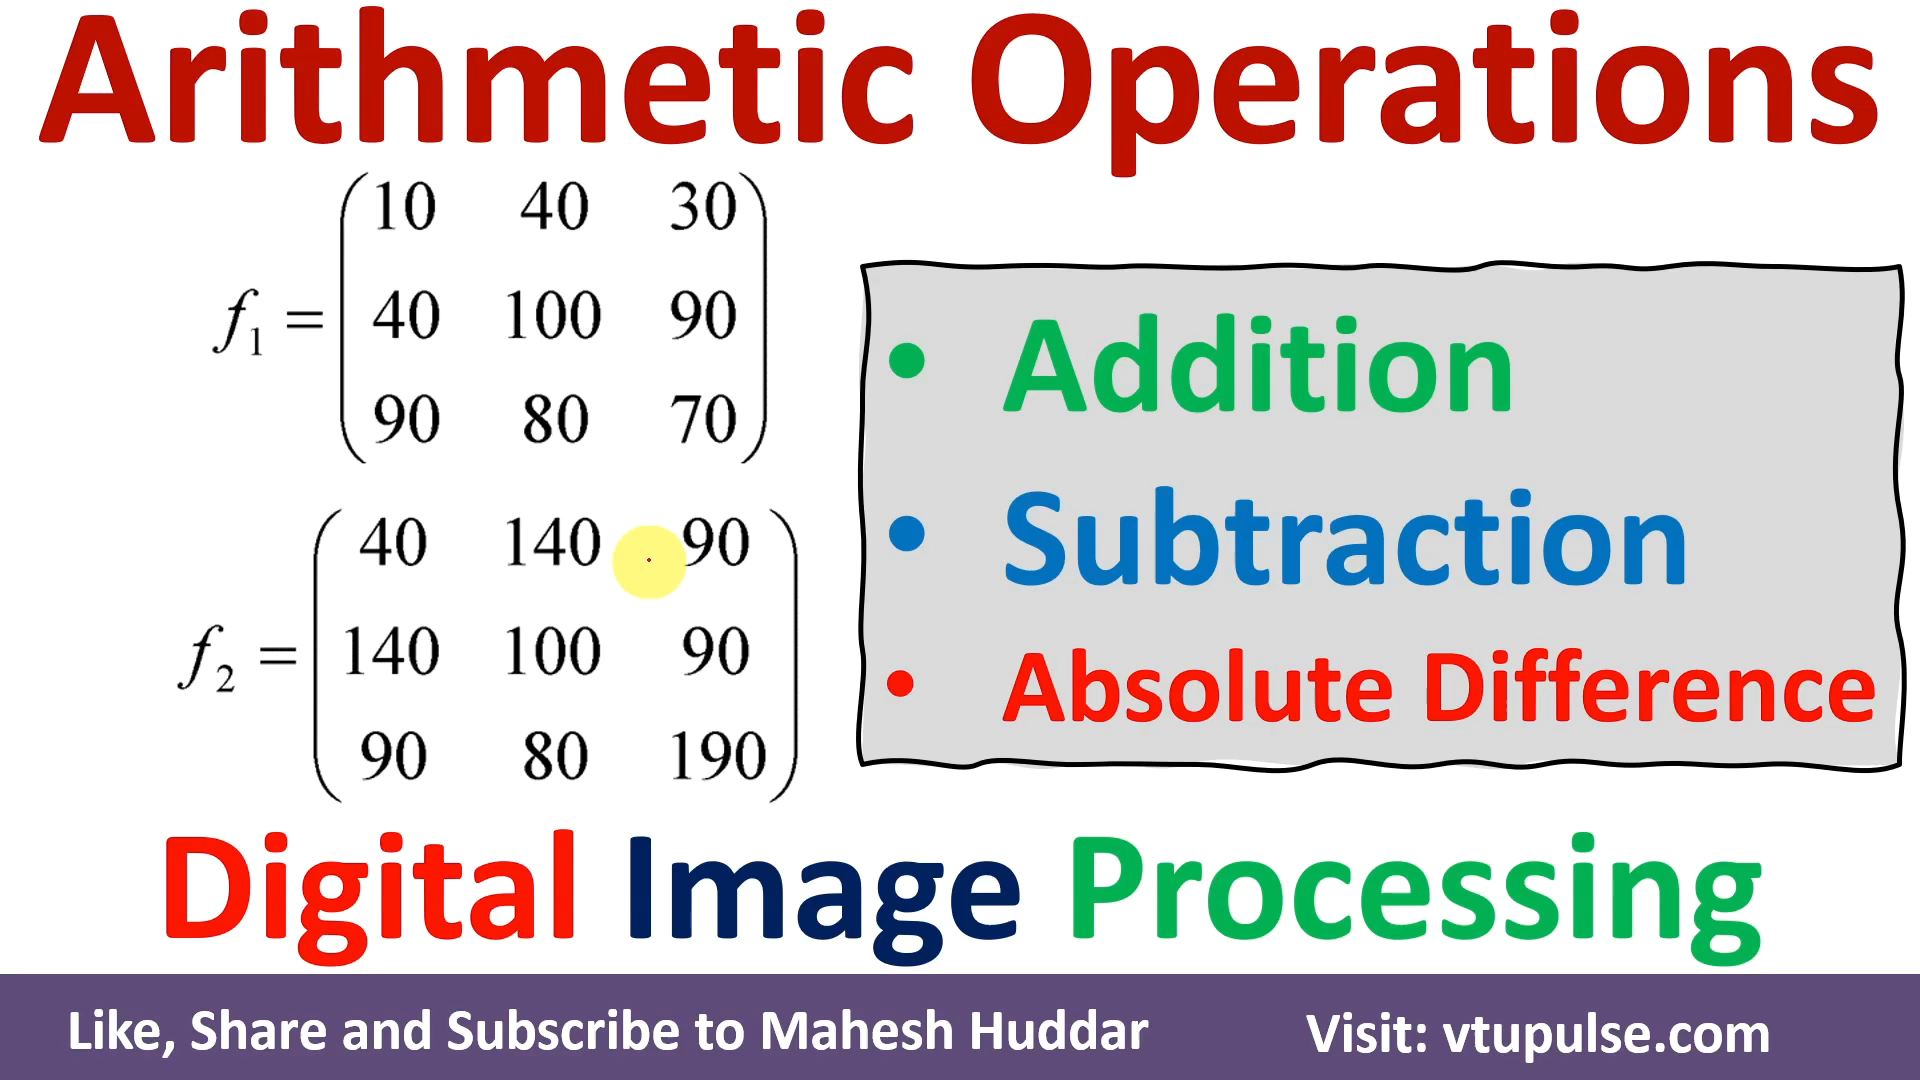 Arithmetic Operations
10 40 30
f₁ = 40 100 90
90 80 70
40 140 90
f₂ = 140 100 90
90 80 190
• Addition
• Subtraction
• Absolute Difference
Digital Image Processing
Like, Share and Subscribe to Mahesh Huddar Visit: vtupulse.com